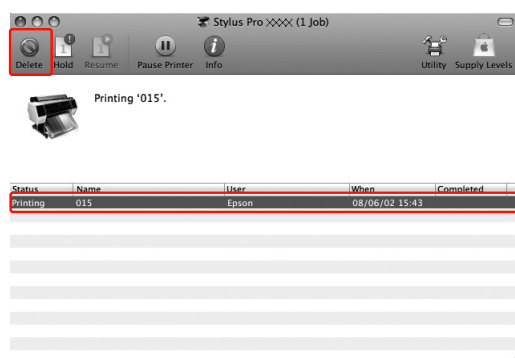 Stylus Pro XXXX (1 Job)
Delete Hold Resume Pause Printer Info Utility Supply Levels
Printing '015'.
Status Name User When Completed
Printing 015 Epson 08/06/02 15:43